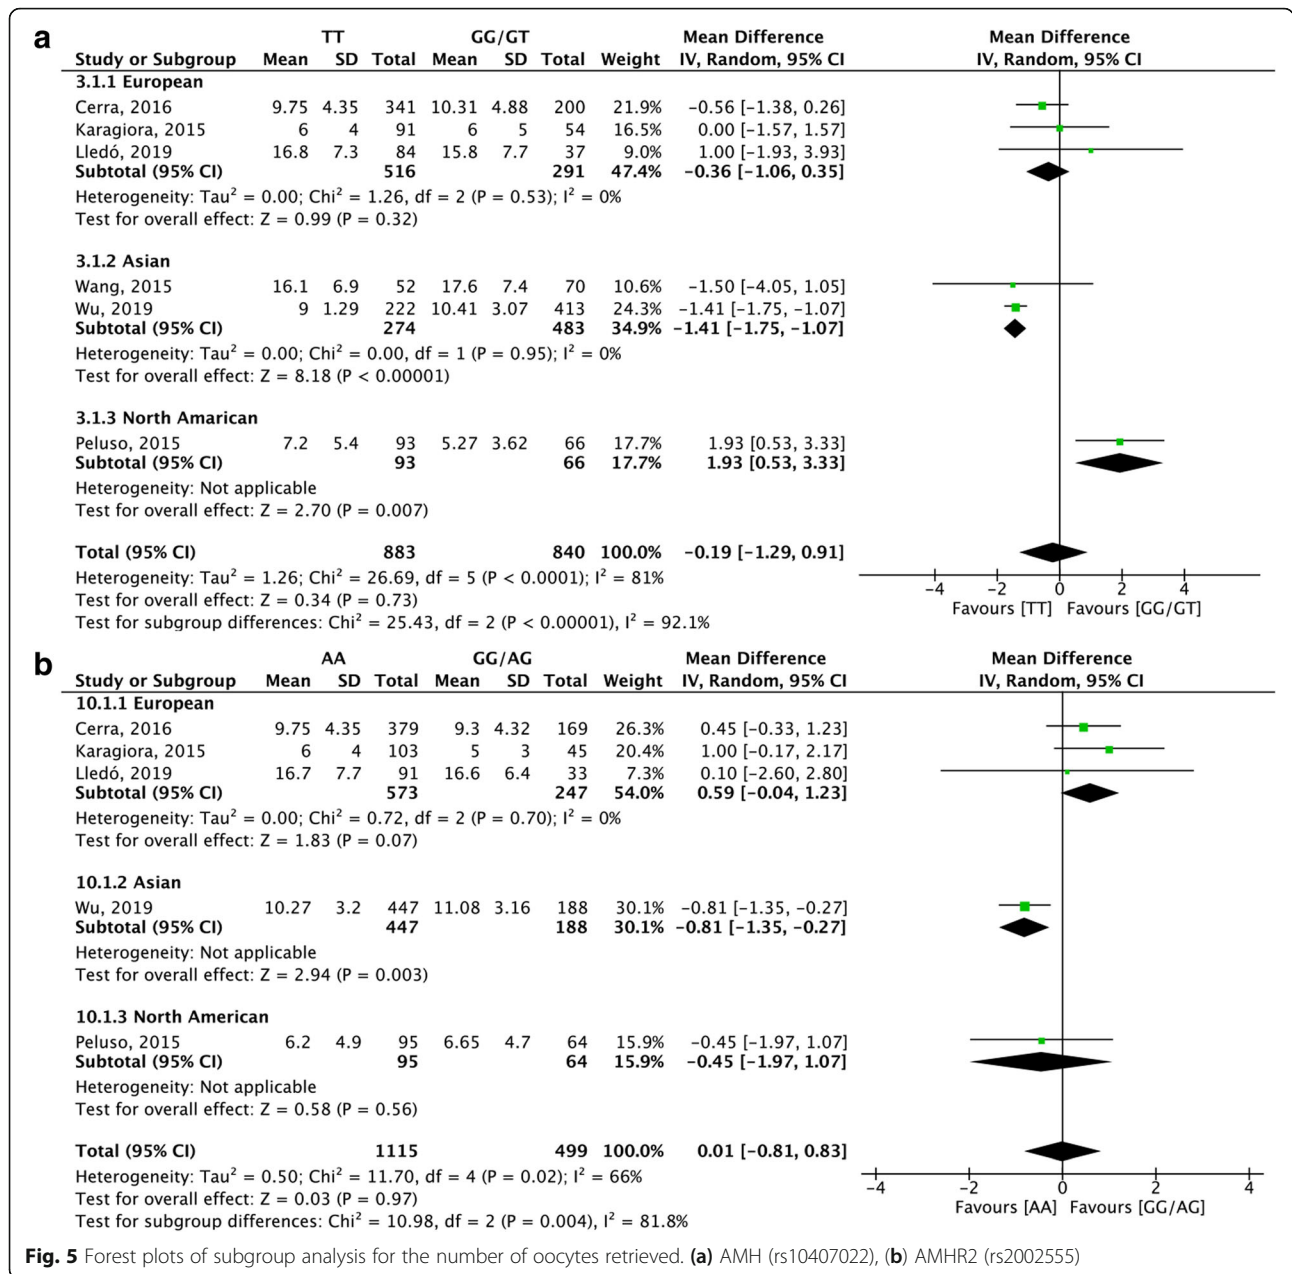 a
TT GG/GT Mean Difference Mean Difference
Study or Subgroup Mean SD Total Mean SD Total Weight IV, Random, 95% CI IV, Random, 95% CI
3.1.1 European
Cerra, 2016 9.75 4.35 341 10.31 4.88 200 21.9% −0.56 [−1.38, 0.26]
Karagiora, 2015 6 4 91 6 5 54 16.5% 0.00 [−1.57, 1.57]
Lledó, 2019 16.8 7.3 84 15.8 7.7 37 9.0% 1.00 [−1.93, 3.93]
Subtotal (95% CI) 516 291 47.4% −0.36 [−1.06, 0.35]
Heterogeneity: Tau² = 0.00; Chi² = 1.26, df = 2 (P = 0.53); I² = 0%
Test for overall effect: Z = 0.99 (P = 0.32)
3.1.2 Asian
Wang, 2015 16.1 6.9 52 17.6 7.4 70 10.6% −1.50 [−4.05, 1.05]
Wu, 2019 9 1.29 222 10.41 3.07 413 24.3% −1.41 [−1.75, −1.07]
Subtotal (95% CI) 274 483 34.9% −1.41 [−1.75, −1.07]
Heterogeneity: Tau² = 0.00; Chi² = 0.00, df = 1 (P = 0.95); I² = 0%
Test for overall effect: Z = 8.18 (P < 0.00001)
3.1.3 North Amarican
Peluso, 2015 7.2 5.4 93 5.27 3.62 66 17.7% 1.93 [0.53, 3.33]
Subtotal (95% CI) 93 66 17.7% 1.93 [0.53, 3.33]
Heterogeneity: Not applicable
Test for overall effect: Z = 2.70 (P = 0.007)
Total (95% CI) 883 840 100.0% −0.19 [−1.29, 0.91]
Heterogeneity: Tau² = 1.26; Chi² = 26.69, df = 5 (P < 0.0001); I² = 81%
Test for overall effect: Z = 0.34 (P = 0.73)
Test for subgroup differences: Chi² = 25.43, df = 2 (P < 0.00001), I² = 92.1%
−4 −2 0 2 4
Favours [TT] Favours [GG/GT]
b
AA GG/AG Mean Difference Mean Difference
Study or Subgroup Mean SD Total Mean SD Total Weight IV, Random, 95% CI IV, Random, 95% CI
10.1.1 European
Cerra, 2016 9.75 4.35 379 9.3 4.32 169 26.3% 0.45 [−0.33, 1.23]
Karagiora, 2015 6 4 103 5 3 45 20.4% 1.00 [−0.17, 2.17]
Lledó, 2019 16.7 7.7 91 16.6 6.4 33 7.3% 0.10 [−2.60, 2.80]
Subtotal (95% CI) 573 247 54.0% 0.59 [−0.04, 1.23]
Heterogeneity: Tau² = 0.00; Chi² = 0.72, df = 2 (P = 0.70); I² = 0%
Test for overall effect: Z = 1.83 (P = 0.07)
10.1.2 Asian
Wu, 2019 10.27 3.2 447 11.08 3.16 188 30.1% −0.81 [−1.35, −0.27]
Subtotal (95% CI) 447 188 30.1% −0.81 [−1.35, −0.27]
Heterogeneity: Not applicable
Test for overall effect: Z = 2.94 (P = 0.003)
10.1.3 North American
Peluso, 2015 6.2 4.9 95 6.65 4.7 64 15.9% −0.45 [−1.97, 1.07]
Subtotal (95% CI) 95 64 15.9% −0.45 [−1.97, 1.07]
Heterogeneity: Not applicable
Test for overall effect: Z = 0.58 (P = 0.56)
Total (95% CI) 1115 499 100.0% 0.01 [−0.81, 0.83]
Heterogeneity: Tau² = 0.50; Chi² = 11.70, df = 4 (P = 0.02); I² = 66%
Test for overall effect: Z = 0.03 (P = 0.97)
Test for subgroup differences: Chi² = 10.98, df = 2 (P = 0.004), I² = 81.8%
−4 −2 0 2 4
Favours [AA] Favours [GG/AG]
Fig. 5 Forest plots of subgroup analysis for the number of oocytes retrieved. (a) AMH (rs10407022), (b) AMHR2 (rs2002555)